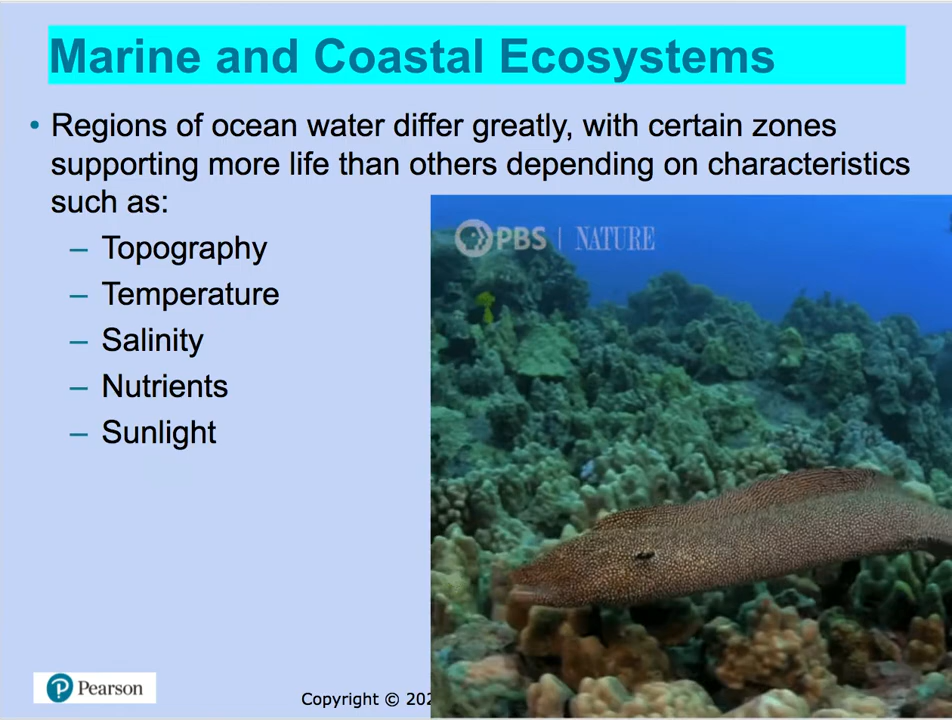 Marine and Coastal Ecosystems
• Regions of ocean water differ greatly, with certain zones
supporting more life than others depending on characteristics
such as:
– Topography
– Temperature
– Salinity
– Nutrients
– Sunlight
PBS | NATURE
Pearson
Copyright © 202